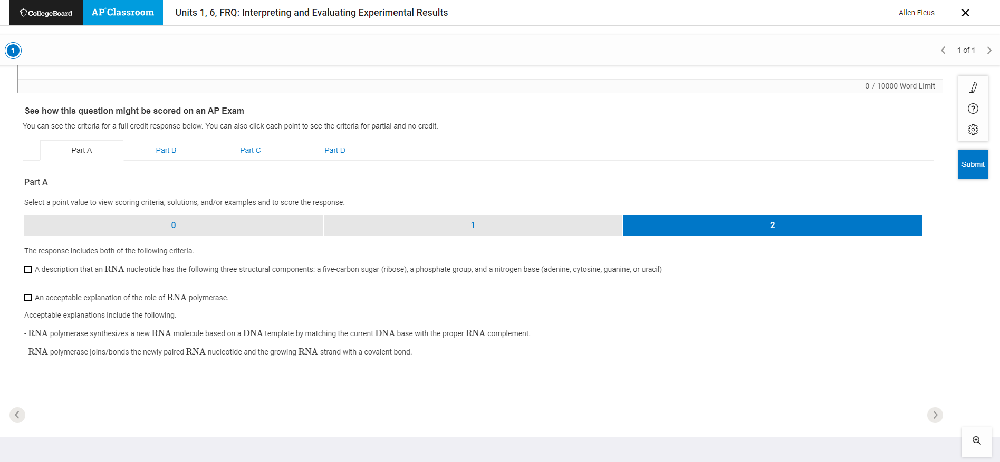 CollegeBoard
AP® Classroom
Units 1, 6, FRQ: Interpreting and Evaluating Experimental Results
Allen Ficus
1
1 of 1
0 / 10000 Word Limit
See how this question might be scored on an AP Exam
You can see the criteria for a full credit response below. You can also click each point to see the criteria for partial and no credit.
Part A
Part B
Part C
Part D
Submit
Part A
Select a point value to view scoring criteria, solutions, and/or examples and to score the response.
0
1
2
The response includes both of the following criteria.
A description that an RNA nucleotide has the following three structural components: a five-carbon sugar (ribose), a phosphate group, and a nitrogen base (adenine, cytosine, guanine, or uracil)
An acceptable explanation of the role of RNA polymerase.
Acceptable explanations include the following.
- RNA polymerase synthesizes a new RNA molecule based on a DNA template by matching the current DNA base with the proper RNA complement.
- RNA polymerase joins/bonds the newly paired RNA nucleotide and the growing RNA strand with a covalent bond.